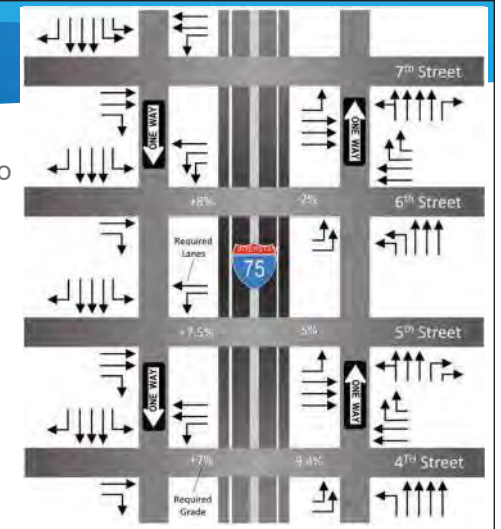 7th Street
ONE WAY
ONE WAY
o
+8%
-2%
6th Street
Required
Lanes
INTERSTATE
75
+7.5%
5%
5th Street
ONE WAY
ONE WAY
+7%
4TH Street
Required
Grade